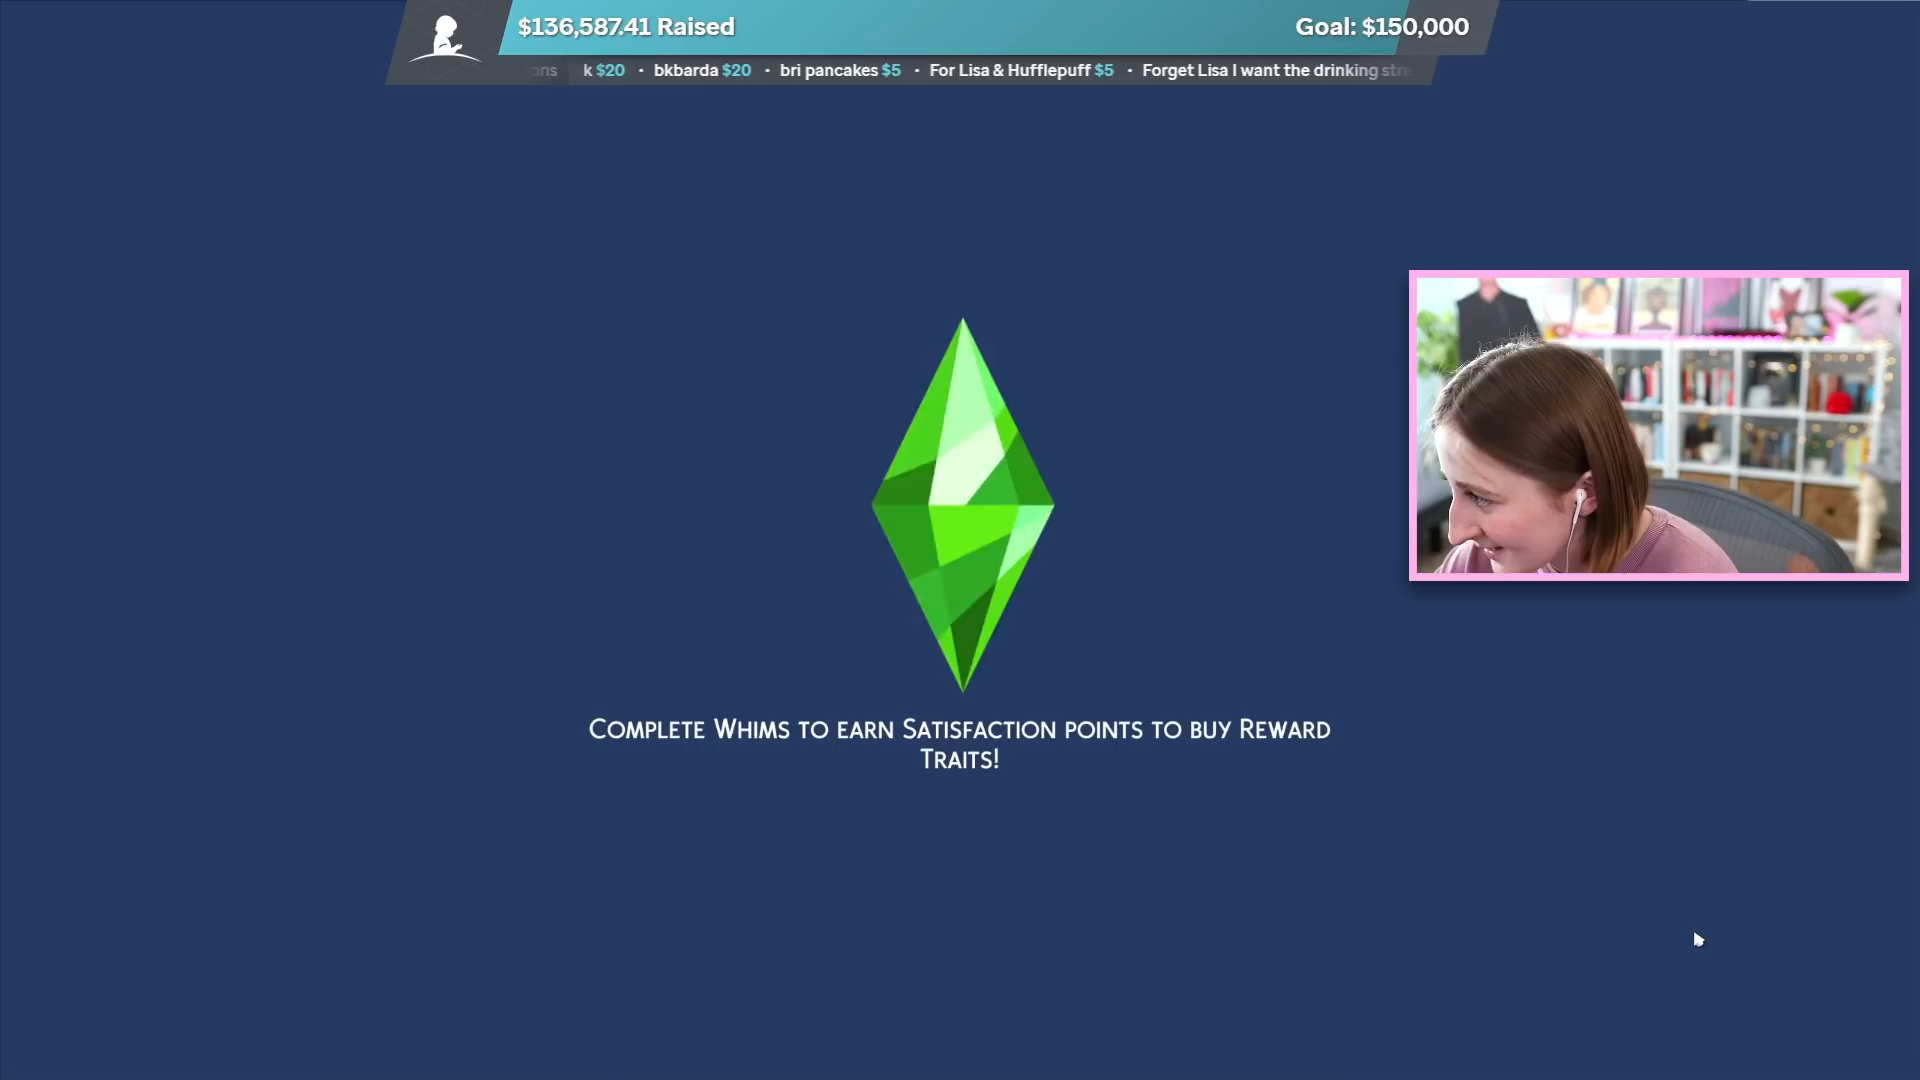 $136,587.41 Raised
Goal: $150,000
ons k $20 · bkbarda $20 · bri pancakes $5 · For Lisa & Hufflepuff $5 · Forget Lisa I want the drinking
Complete Whims to earn Satisfaction points to buy Reward
Traits!